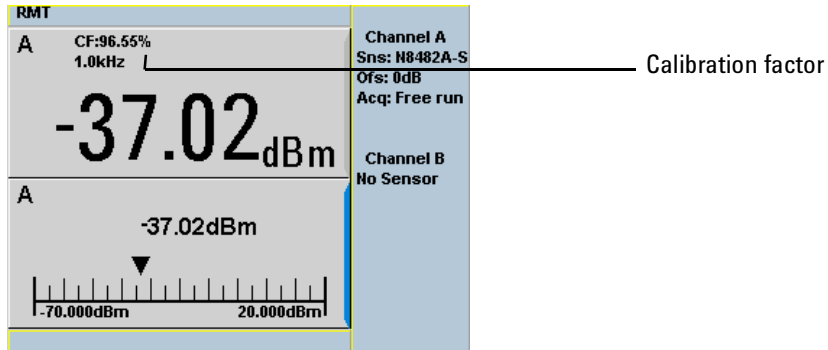 RMT
A
CF:96.55%
1.0kHz
-37.02dBm
A
-37.02dBm
-70.000dBm
20.000dBm
Channel A
Sns: N8482A-S
Ofs: 0dB
Acq: Free run
Channel B
No Sensor
Calibration factor